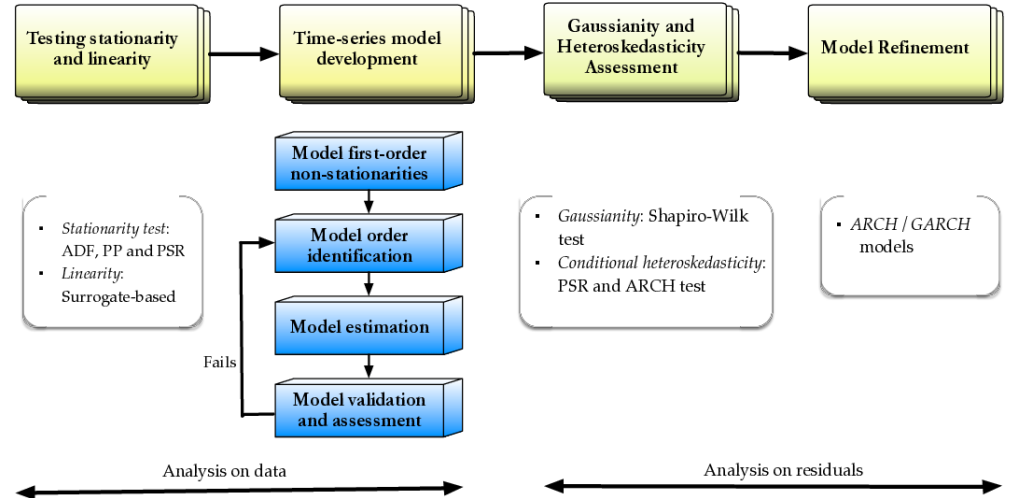 Testing stationarity
and linearity
Time-series model
development
Gaussianity and
Heteroskedasticity
Assessment
Model Refinement
Model first-order
non-stationarities
Model order
identification
Model estimation
Model validation
and assessment
Fails
▪ Stationarity test:
ADF, PP and PSR
▪ Linearity:
Surrogate-based
▪ Gaussianity: Shapiro-Wilk
test
▪ Conditional heteroskedasticity:
PSR and ARCH test
▪ ARCH / GARCH
models
Analysis on data
Analysis on residuals